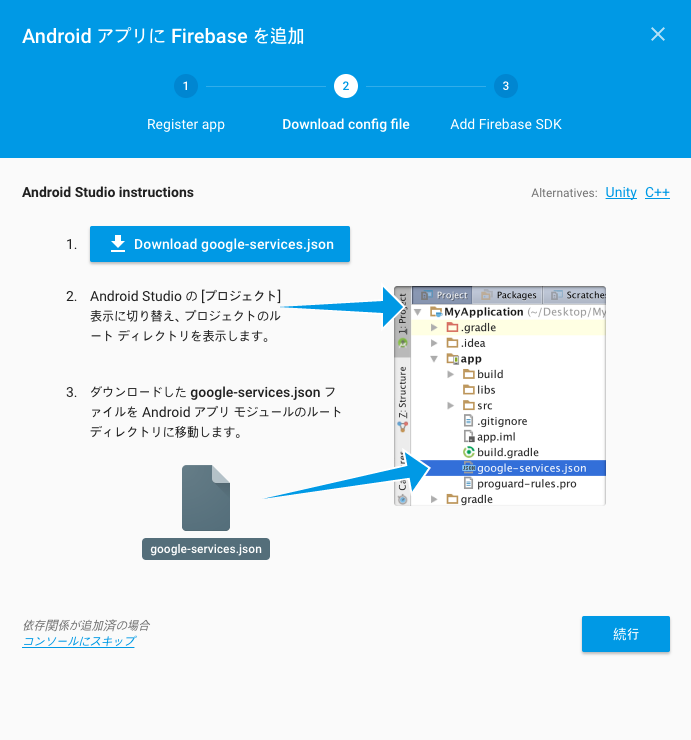 Android アプリに Firebase を追加
1
2
3
Register app
Download config file
Add Firebase SDK
Android Studio instructions
Alternatives: Unity C++
1. Download google-services.json
2. Android Studio の [プロジェクト]
表示に切り替え、プロジェクトのル
ート ディレクトリを表示します。
3. ダウンロードした google-services.json フ
ァイルを Android アプリ モジュールのルート
ディレクトリに移動します。
google-services.json
Project Packages Scratches
1: Project
Z: Structure
MyApplication (~/Desktop/My
.gradle
.idea
app
build
libs
src
.gitignore
app.iml
build.gradle
google-services.json
proguard-rules.pro
gradle
依存関係が追加済の場合
コンソールにスキップ
続行